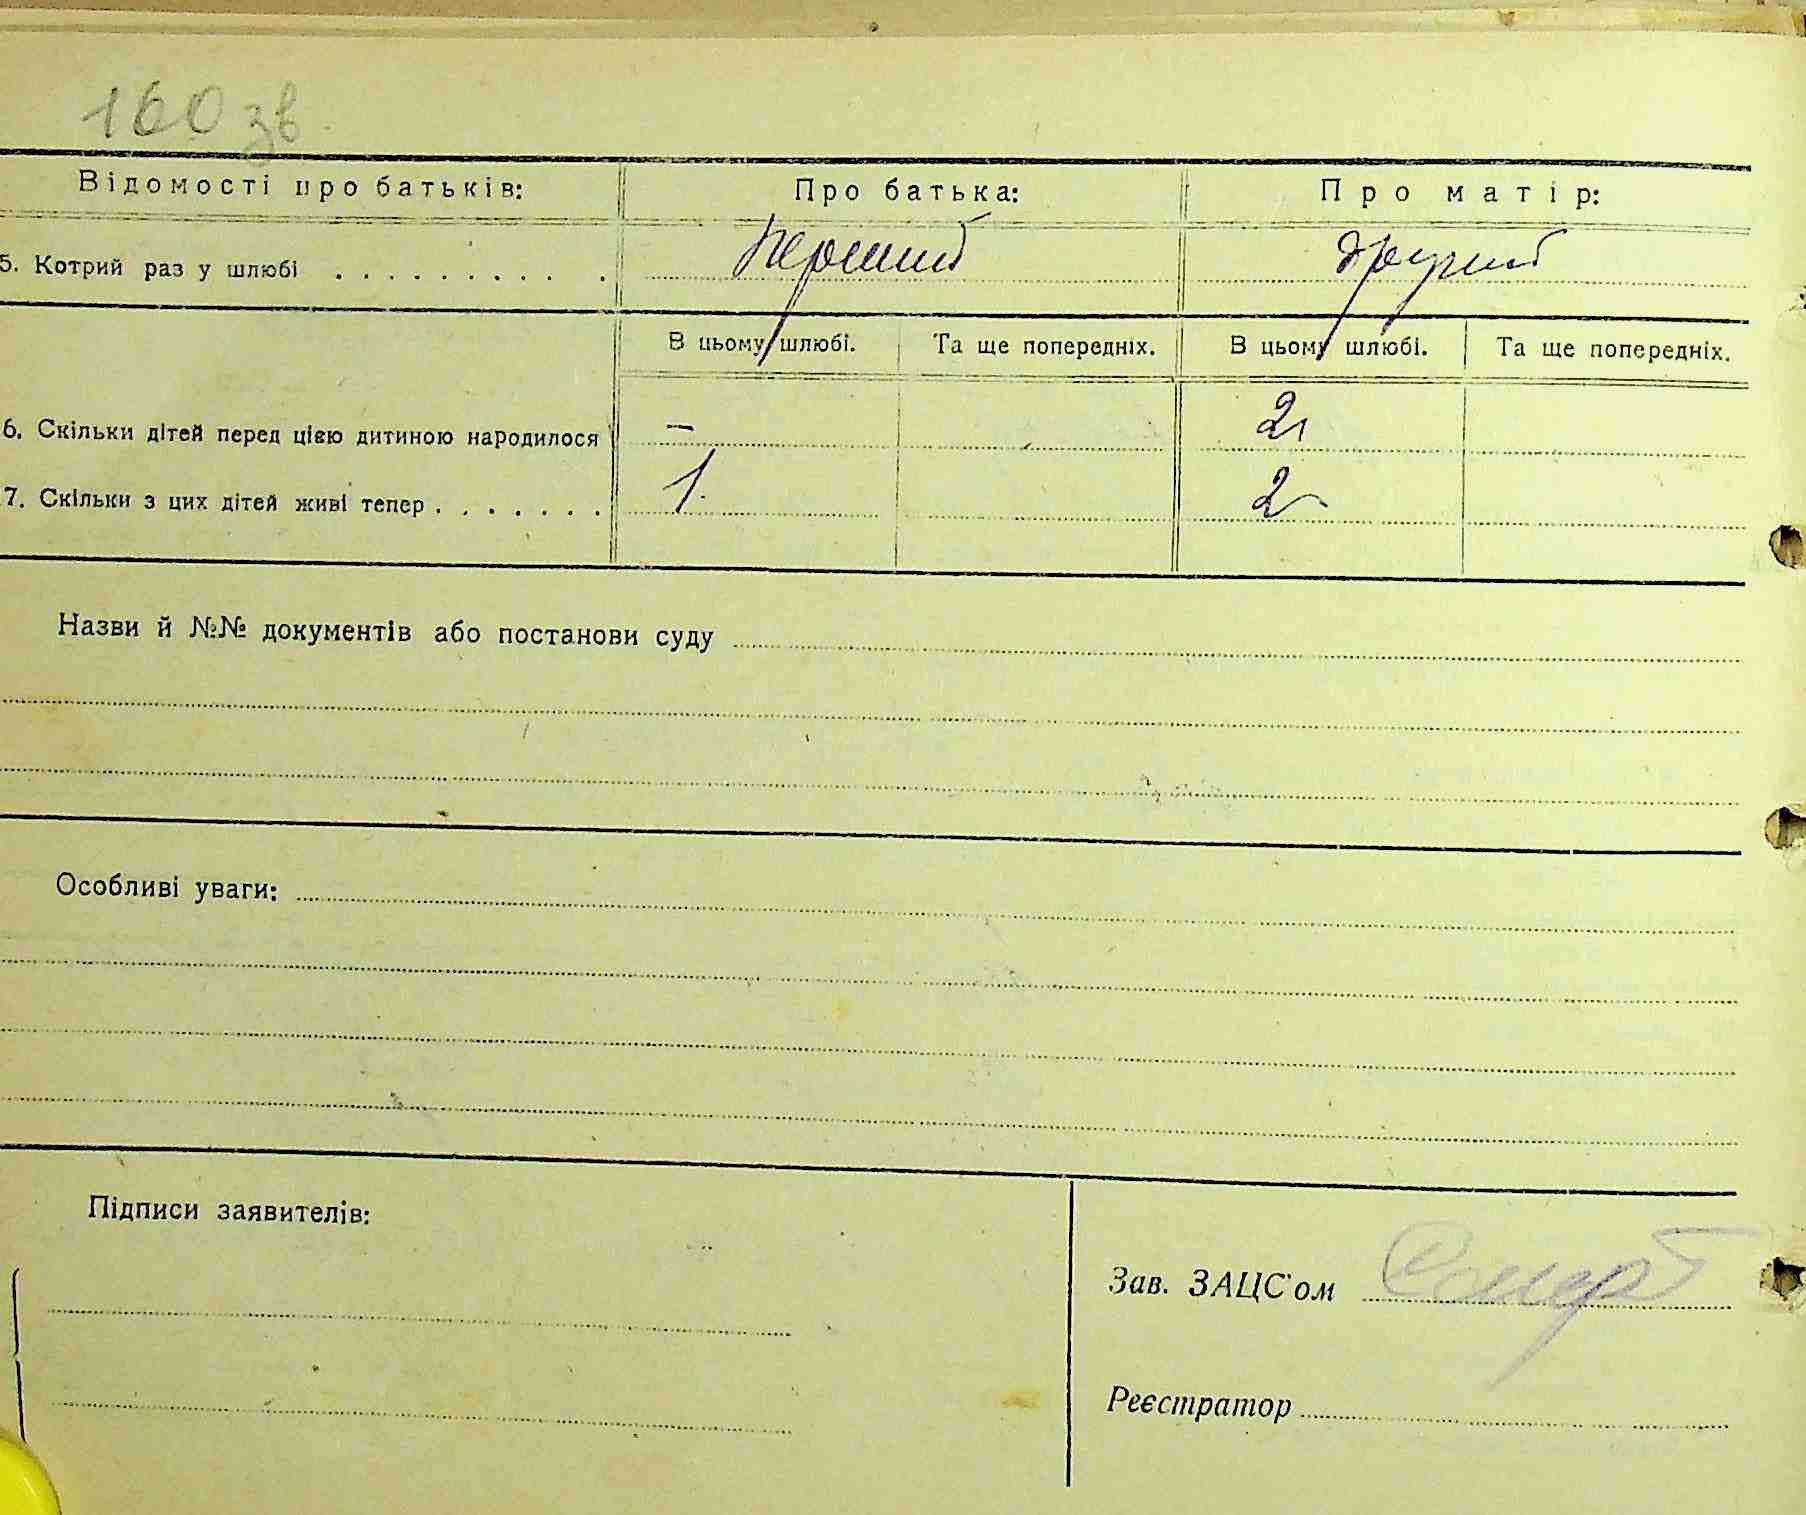 160 зв.
Відомості про батьків: Про батька: Про матір:
5. Котрий раз у шлюбі . . . . . . . . . . Перший другий
В цьому шлюбі. Та ще попередніх. В цьому шлюбі. Та ще попередніх.
6. Скільки дітей перед цією дитиною народилося – 2
7. Скільки з цих дітей живі тепер . . . . . . . 1. 2
Назви й №№ документів або постанови суду
Особливі уваги:
Підписи заявителів:
Зав. ЗАЦС'ом
Реєстратор